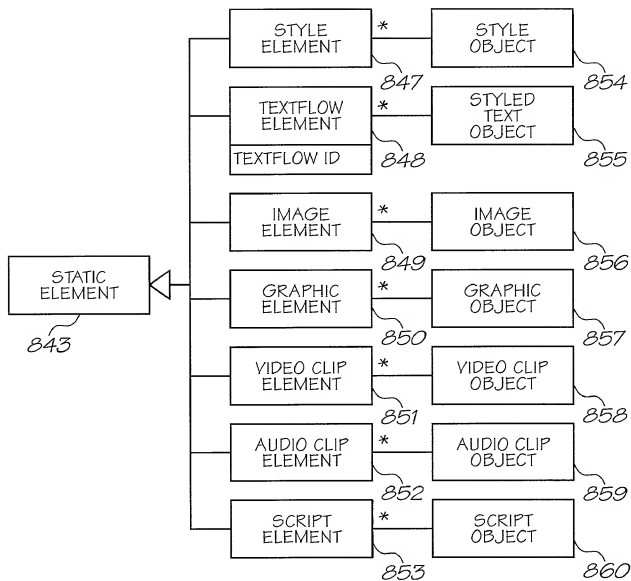 STYLE
ELEMENT
*
STYLE
OBJECT
847
854
TEXTFLOW
ELEMENT
*
STYLED
TEXT
OBJECT
TEXTFLOW ID
848
855
IMAGE
ELEMENT
*
IMAGE
OBJECT
849
856
STATIC
ELEMENT
843
GRAPHIC
ELEMENT
*
GRAPHIC
OBJECT
850
857
VIDEO CLIP
ELEMENT
*
VIDEO CLIP
OBJECT
851
858
AUDIO CLIP
ELEMENT
*
AUDIO CLIP
OBJECT
852
859
SCRIPT
ELEMENT
*
SCRIPT
OBJECT
853
860